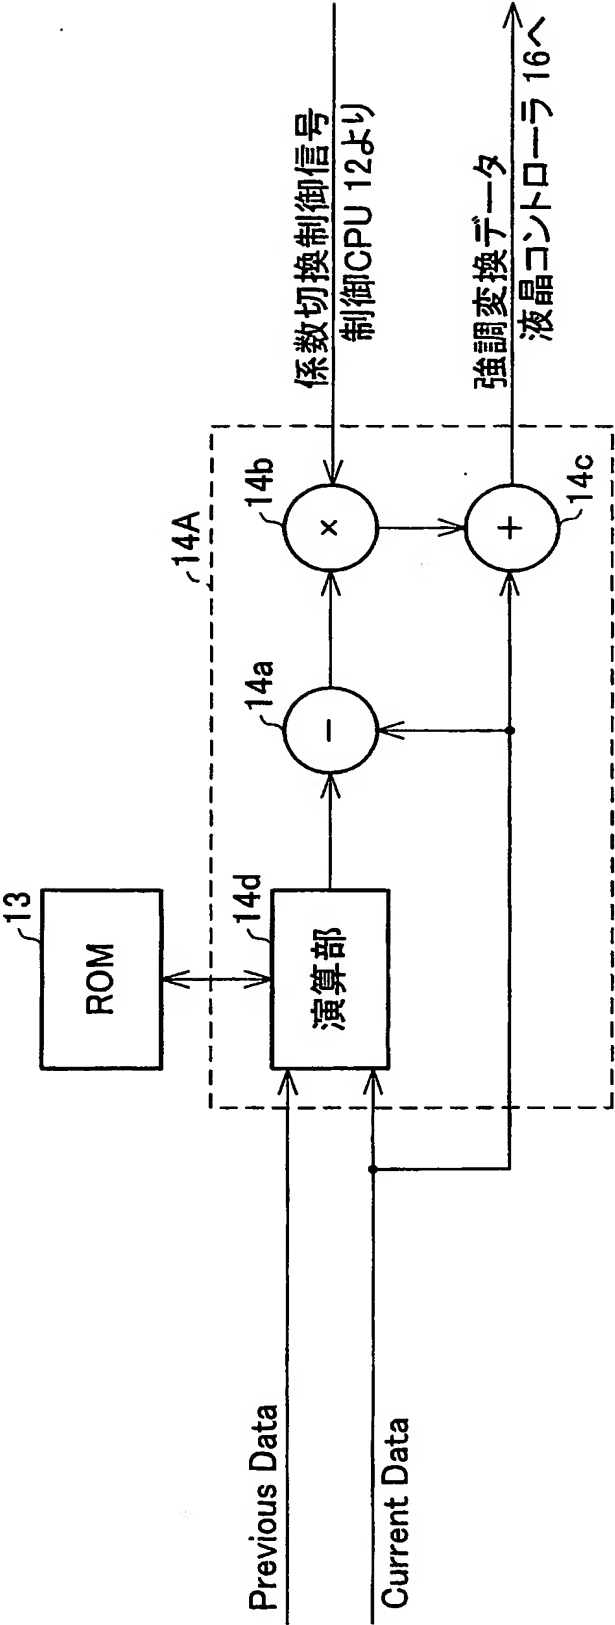 13
ROM
14A
14d
演算部
14a
−
14b
×
14c
+
係数切換制御信号
制御CPU 12より
強調変換データ
液晶コントローラ 16へ
Previous Data
Current Data